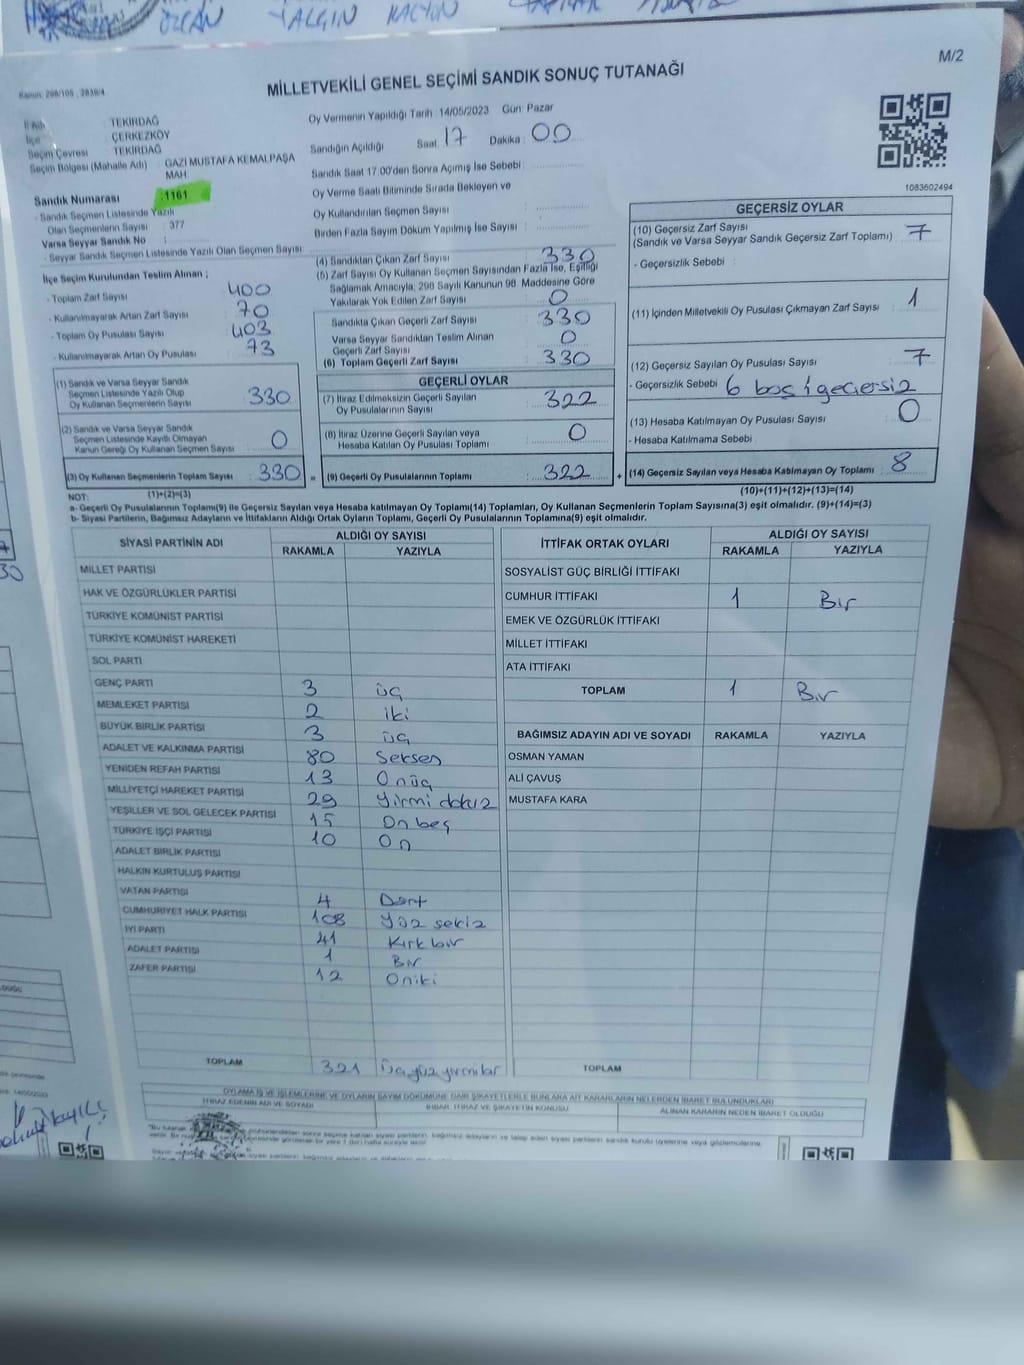 ÖZCAN YALGIN KALYON
M/2
Kanun: 298/105, 2839/4
MİLLETVEKİLİ GENEL SEÇİMİ SANDIK SONUÇ TUTANAĞI
İl Adı : TEKİRDAĞ
İlçe : ÇERKEZKÖY
Seçim Çevresi : TEKİRDAĞ
Seçim Bölgesi (Mahalle Adı) : GAZİ MUSTAFA KEMALPAŞA MAH
Sandık Numarası :1161
- Sandık Seçmen Listesinde Yazılı
Olan Seçmenlerin Sayısı : 377
Varsa Seyyar Sandık No :
- Seyyar Sandık Seçmen Listesinde Yazılı Olan Seçmen Sayısı:
Oy Vermenin Yapıldığı Tarih :14/05/2023 Gün: Pazar
Sandığın Açıldığı Saat: 17 Dakika: 00
Sandık Saat 17:00'den Sonra Açımış İse Sebebi :
Oy Verme Saati Bitiminde Sırada Bekleyen ve
Oy Kullandırılan Seçmen Sayısı :
Birden Fazla Sayım Döküm Yapılmış İse Sayısı :
1083602494
İlçe Seçim Kurulundan Teslim Alınan ;
- Toplam Zarf Sayısı : 400
- Kullanılmayarak Artan Zarf Sayısı : 70
- Toplam Oy Pusulası Sayısı : 403
- Kullanılmayarak Artan Oy Pusulası : 73
(1) Sandık ve Varsa Seyyar Sandık
Seçmen Listesinde Yazılı Olup
Oy Kullanan Seçmenlerin Sayısı : 330
(2) Sandık ve Varsa Seyyar Sandık
Seçmen Listesinde Kayıtlı Olmayan
Kanun Gereği Oy Kullanan Seçmen Sayısı : 0
(3) Oy Kullanan Seçmenlerin Toplam Sayısı : 330 =
(4) Sandıktan Çıkan Zarf Sayısı : 330
(5) Zarf Sayısı Oy Kullanan Seçmen Sayısından Fazla İse, Eşitliği
Sağlamak Amacıyla, 298 Sayılı Kanunun 98. Maddesine Göre
Yakılarak Yok Edilen Zarf Sayısı : 0
Sandıkta Çıkan Geçerli Zarf Sayısı : 330
Varsa Seyyar Sandıktan Teslim Alınan
Geçerli Zarf Sayısı : 0
(6) Toplam Geçerli Zarf Sayısı : 330
GEÇERLİ OYLAR
(7) İtiraz Edilmeksizin Geçerli Sayılan
Oy Pusulalarının Sayısı : 322
(8) İtiraz Üzerine Geçerli Sayılan veya
Hesaba Katılan Oy Pusulaları Toplamı : 0
(9) Geçerli Oy Pusulalarının Toplamı : 322 +
GEÇERSİZ OYLAR
(10) Geçersiz Zarf Sayısı
(Sandık ve Varsa Seyyar Sandık Geçersiz Zarf Toplamı) : 7
- Geçersizlik Sebebi :
(11) İçinden Milletvekili Oy Pusulası Çıkmayan Zarf Sayısı : 1
(12) Geçersiz Sayılan Oy Pusulası Sayısı : 7
- Geçersizlik Sebebi : 6 boş 1 geçersiz
(13) Hesaba Katılmayan Oy Pusulası Sayısı : 0
- Hesaba Katılmama Sebebi
(14) Geçersiz Sayılan veya Hesaba Katılmayan Oy Toplamı : 8
NOT: (1)+(2)=(3) (10)+(11)+(12)+(13)=(14)
a- Geçerli Oy Pusulalarının Toplamı(9) ile Geçersiz Sayılan veya Hesaba katılmayan Oy Toplamı(14) Toplamları, Oy Kullanan Seçmenlerin Toplam Sayısına(3) eşit olmalıdır. (9)+(14)=(3)
b- Siyasi Partilerin, Bağımsız Adayların ve İttifakların Aldığı Ortak Oyların Toplamı, Geçerli Oy Pusulalarının Toplamına(9) eşit olmalıdır.
SİYASİ PARTİNİN ADI ALDIĞI OY SAYISI
RAKAMLA YAZIYLA
MİLLET PARTİSİ
HAK VE ÖZGÜRLÜKLER PARTİSİ
TÜRKİYE KOMÜNİST PARTİSİ
TÜRKİYE KOMÜNİST HAREKETİ
SOL PARTİ
GENÇ PARTİ 3 üç
MEMLEKET PARTİSİ 2 iki
BÜYÜK BİRLİK PARTİSİ 3 üç
ADALET VE KALKINMA PARTİSİ 80 Seksen
YENİDEN REFAH PARTİSİ 13 Onüç
MİLLİYETÇİ HAREKET PARTİSİ 29 Yirmi dokuz
YEŞİLLER VE SOL GELECEK PARTİSİ 15 On beş
TÜRKİYE İŞÇİ PARTİSİ 10 On
ADALET BİRLİK PARTİSİ
HALKIN KURTULUŞ PARTİSİ
VATAN PARTİSİ 4 Dört
CUMHURİYET HALK PARTİSİ 108 Yüz sekiz
İYİ PARTİ 41 Kırk bir
ADALET PARTİSİ 1 Bir
ZAFER PARTİSİ 12 Oniki
TOPLAM 321 Üçyüzyirmibir
İTTİFAK ORTAK OYLARI ALDIĞI OY SAYISI
RAKAMLA YAZIYLA
SOSYALİST GÜÇ BİRLİĞİ İTTİFAKI
CUMHUR İTTİFAKI 1 Bir
EMEK VE ÖZGÜRLÜK İTTİFAKI
MİLLET İTTİFAKI
ATA İTTİFAKI
TOPLAM 1 Bir
BAĞIMSIZ ADAYIN ADI VE SOYADI RAKAMLA YAZIYLA
OSMAN YAMAN
ALİ ÇAVUŞ
MUSTAFA KARA
TOPLAM
OYLAMA İŞ VE İŞLEMLERİNE VE OYLARIN SAYIM DÖKÜMÜNE DAİR ŞİKAYETLERLE BUNLARA AİT KARARLARIN NELERDEN İBARET BULUNDUKLARI
İTİRAZ EDENİN ADI VE SOYADI İHBAR, İTİRAZ VE ŞİKAYETİN KONUSU ALINAN KARARIN NEDEN İBARET OLDUĞU
30